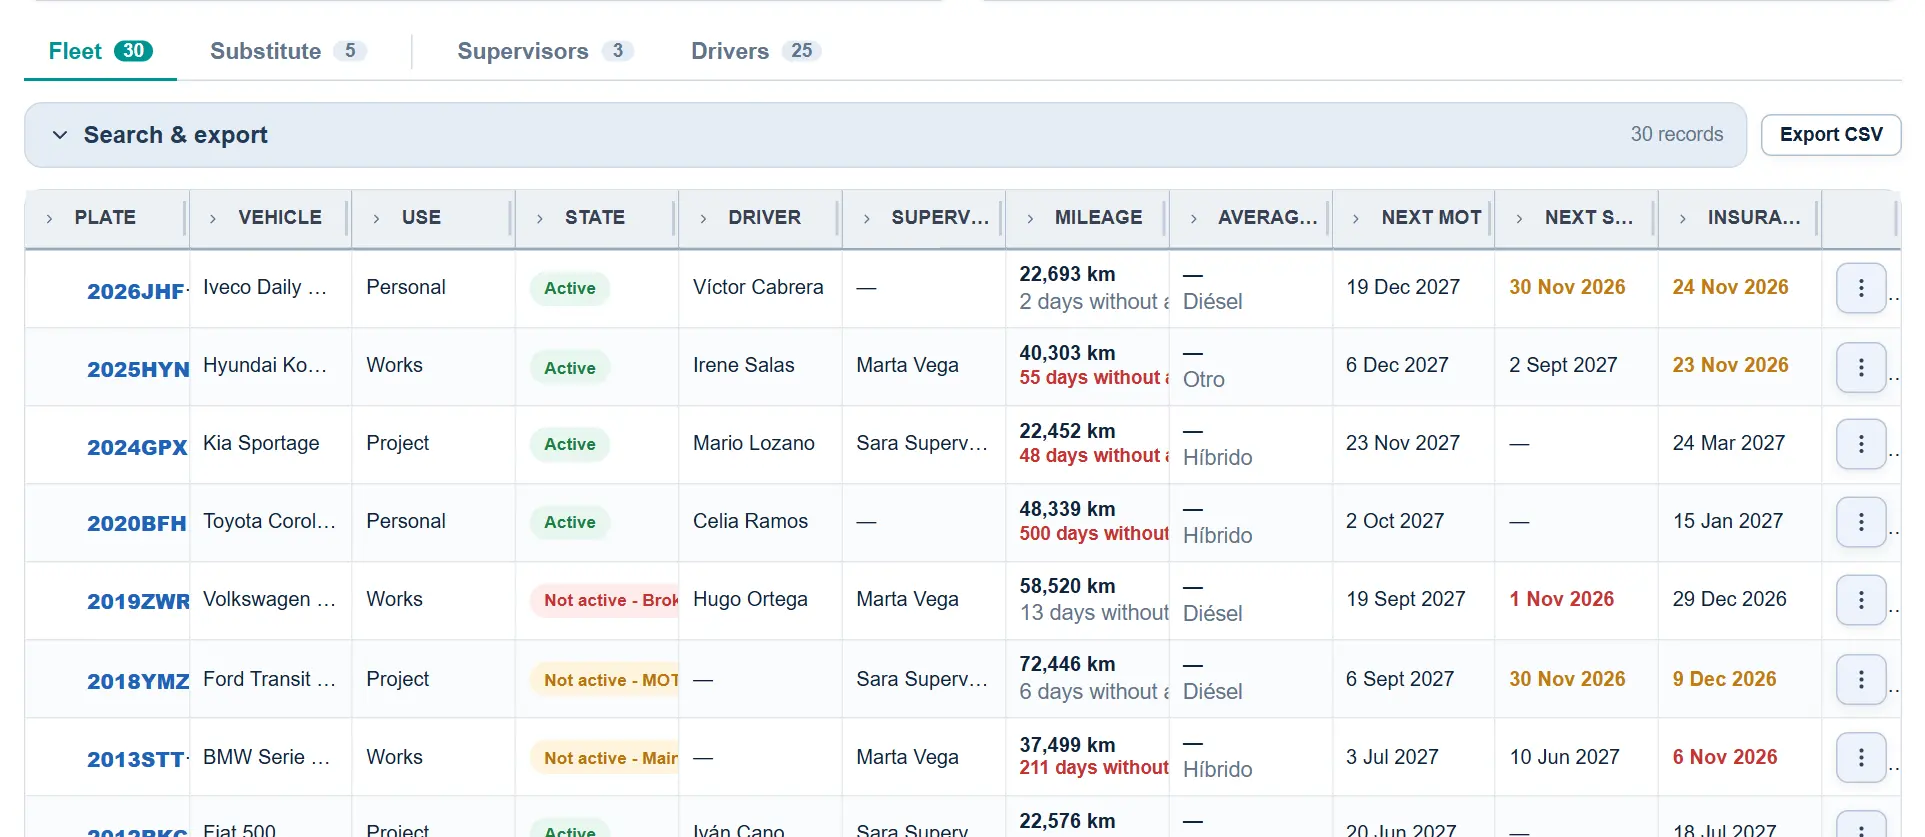 Fleet 30 Substitute 5 Supervisors 3 Drivers 25
Search & export 30 records Export CSV
PLATE VEHICLE USE STATE DRIVER SUPERV… MILEAGE AVERAG… NEXT MOT NEXT S… INSURA…
2026JHF Iveco Daily … Personal Active Víctor Cabrera — 22,693 km — 19 Dec 2027 30 Nov 2026 24 Nov 2026
2 days without Diésel
2025HYN Hyundai Ko… Works Active Irene Salas Marta Vega 40,303 km — 6 Dec 2027 2 Sept 2027 23 Nov 2026
55 days without Otro
2024GPX Kia Sportage Project Active Mario Lozano Sara Superv… 22,452 km — 23 Nov 2027 — 24 Mar 2027
48 days without Híbrido
2020BFH Toyota Corol… Personal Active Celia Ramos — 48,339 km — 2 Oct 2027 — 15 Jan 2027
500 days without Híbrido
2019ZWR Volkswagen … Works Not active - Brok Hugo Ortega Marta Vega 58,520 km — 19 Sept 2027 1 Nov 2026 29 Dec 2026
13 days without Diésel
2018YMZ Ford Transit … Project Not active - MOT — Sara Superv… 72,446 km — 6 Sept 2027 30 Nov 2026 9 Dec 2026
6 days without Diésel
2013STT BMW Serie … Works Not active - Main — Marta Vega 37,499 km — 3 Jul 2027 10 Jun 2027 6 Nov 2026
211 days without Híbrido
Fiat 500 Project Active Iván Cano Sara Superv 22,576 km — 20 Jun 2027 — 18 Jul 2027